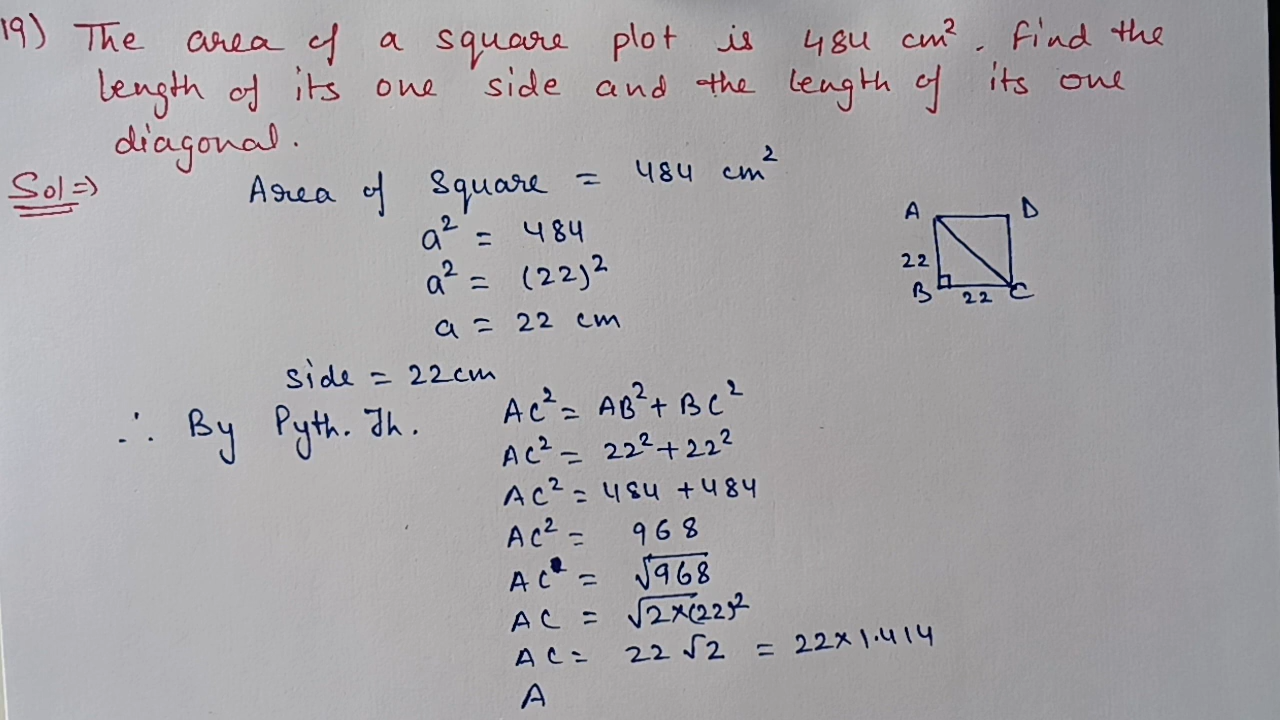 19) The area of a square plot is 484 cm². Find the
length of its one side and the length of its one
diagonal.
Sol ⇒ Area of Square = 484 cm²
a² = 484
a² = (22)²
a = 22 cm
A D
22
B 22 C
side = 22cm
∴ By Pyth. Th. AC² = AB² + BC²
AC² = 22² + 22²
AC² = 484 + 484
AC² = 968
AC = √968
AC = √2×(22)²
AC = 22 √2 = 22×1.414
A